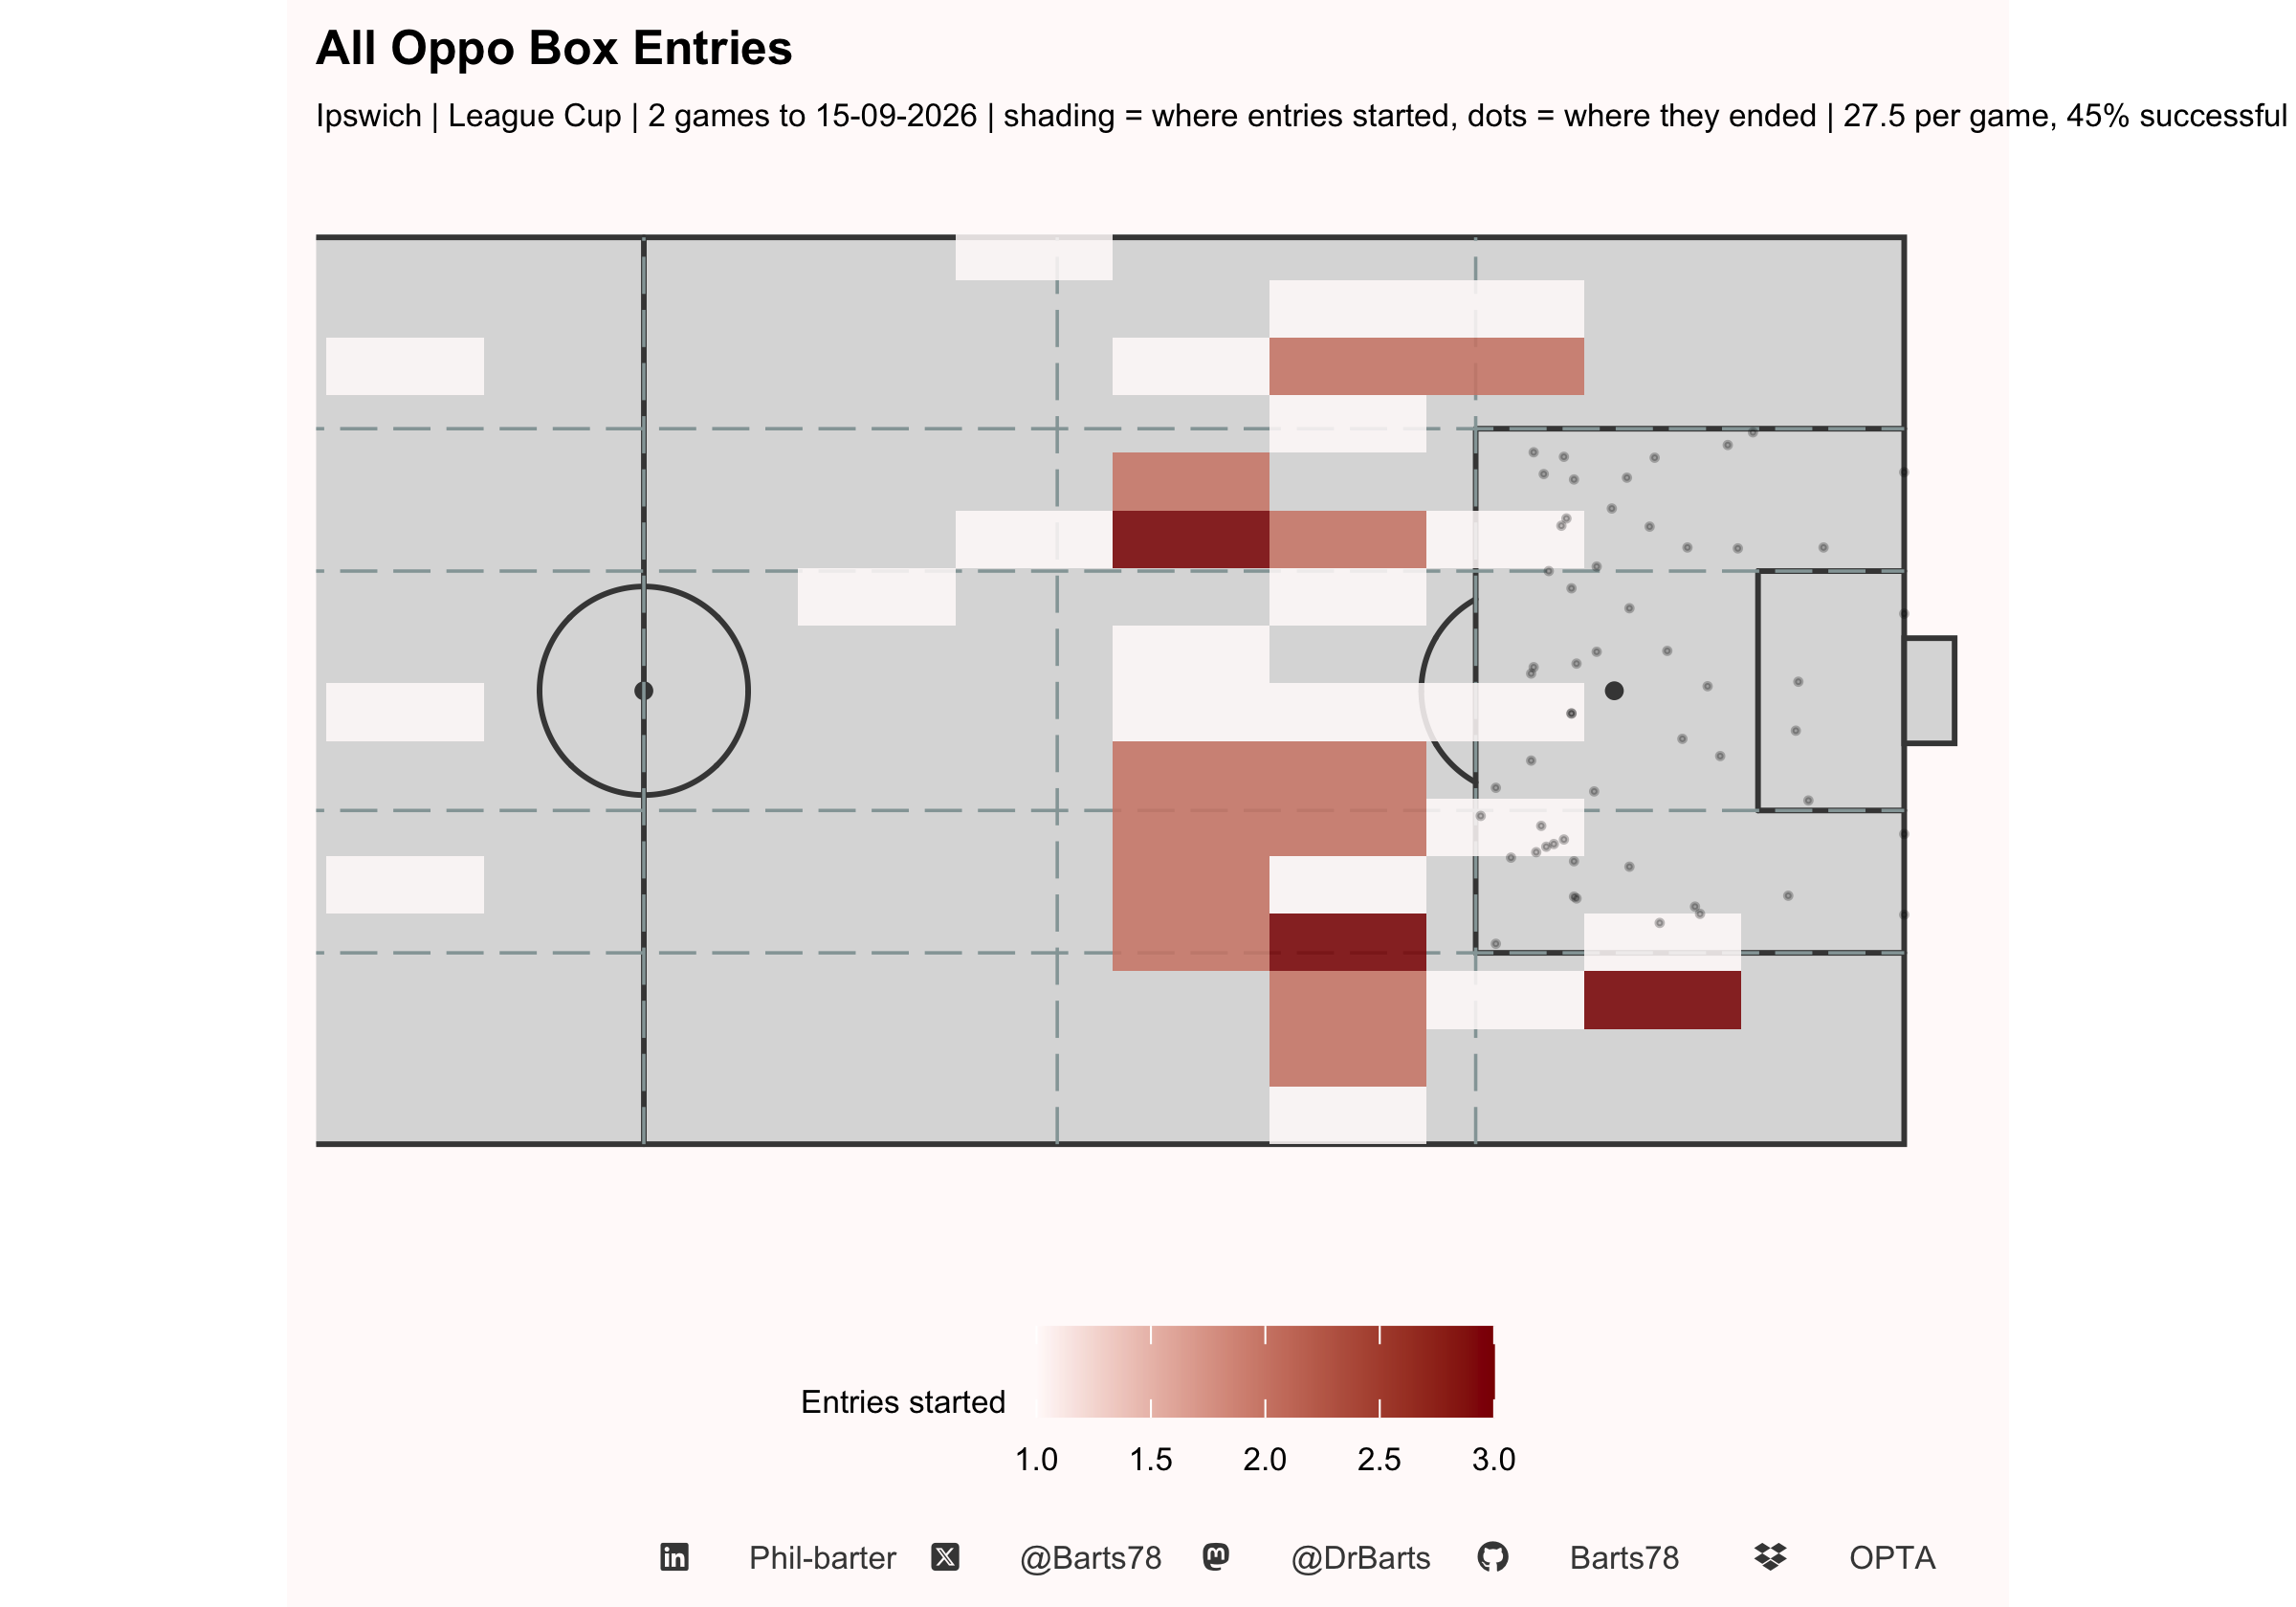 All Oppo Box Entries
Ipswich | League Cup | 2 games to 15-09-2026 | shading = where entries started, dots = where they ended | 27.5 per game, 45% successful
Entries started
1.0 1.5 2.0 2.5 3.0
Phil-barter @Barts78 @DrBarts Barts78 OPTA